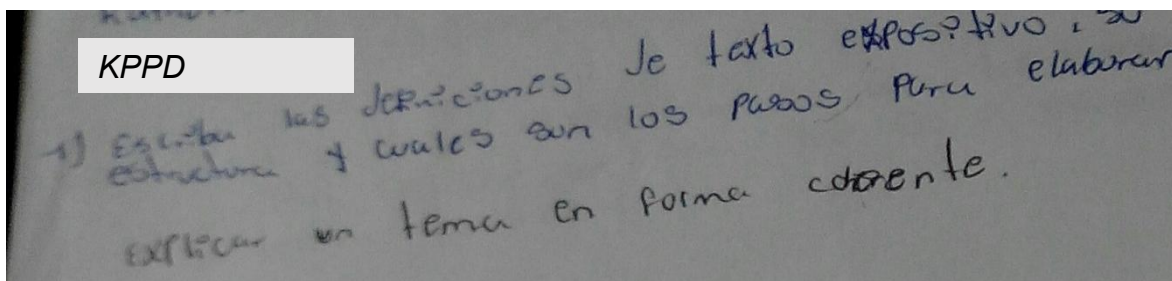 KPPD
1) Escriba las definiciones de texto expositivo, su
estructura y cuales son los pasos para elaborar
explicar un tema en forma coherente.